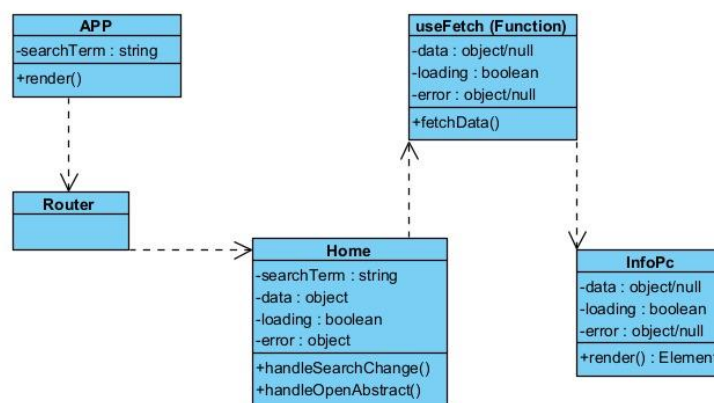 APP
-searchTerm : string
+render()
Router
Home
-searchTerm : string
-data : object
-loading : boolean
-error : object
+handleSearchChange()
+handleOpenAbstract()
useFetch (Function)
-data : object/null
-loading : boolean
-error : object/null
+fetchData()
InfoPc
-data : object/null
-loading : boolean
-error : object/null
+render() : Element